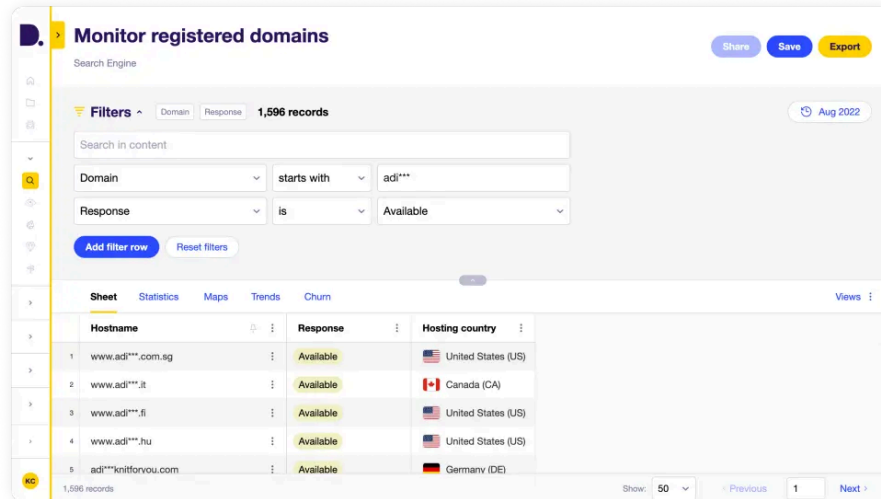 D.
Monitor registered domains
Search Engine
Share Save Export
Filters Domain Response 1,596 records
Aug 2022
Search in content
Domain starts with adi***
Response is Available
Add filter row Reset filters
Sheet Statistics Maps Trends Churn Views
Hostname Response Hosting country
1 www.adi***.com.sg Available United States (US)
2 www.adi***.it Available Canada (CA)
3 www.adi***.fi Available United States (US)
4 www.adi***.hu Available United States (US)
5 adi***knitforyou.com Available Germany (DE)
KC
1,596 records Show: 50 Previous 1 Next